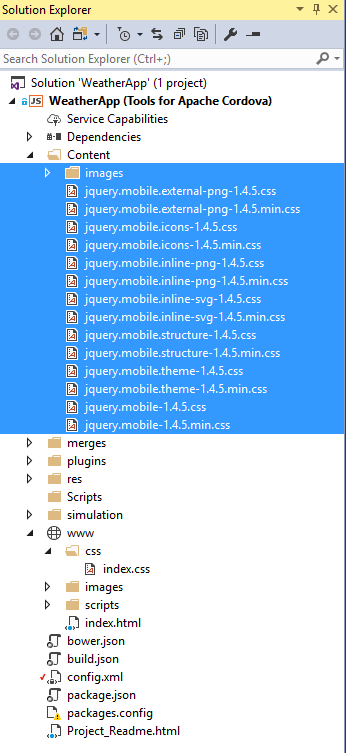 Solution Explorer
Search Solution Explorer (Ctrl+;)
Solution 'WeatherApp' (1 project)
JS WeatherApp (Tools for Apache Cordova)
Service Capabilities
Dependencies
Content
images
jquery.mobile.external-png-1.4.5.css
jquery.mobile.external-png-1.4.5.min.css
jquery.mobile.icons-1.4.5.css
jquery.mobile.icons-1.4.5.min.css
jquery.mobile.inline-png-1.4.5.css
jquery.mobile.inline-png-1.4.5.min.css
jquery.mobile.inline-svg-1.4.5.css
jquery.mobile.inline-svg-1.4.5.min.css
jquery.mobile.structure-1.4.5.css
jquery.mobile.structure-1.4.5.min.css
jquery.mobile.theme-1.4.5.css
jquery.mobile.theme-1.4.5.min.css
jquery.mobile-1.4.5.css
jquery.mobile-1.4.5.min.css
merges
plugins
res
Scripts
simulation
www
css
index.css
images
scripts
index.html
bower.json
build.json
config.xml
package.json
packages.config
Project_Readme.html